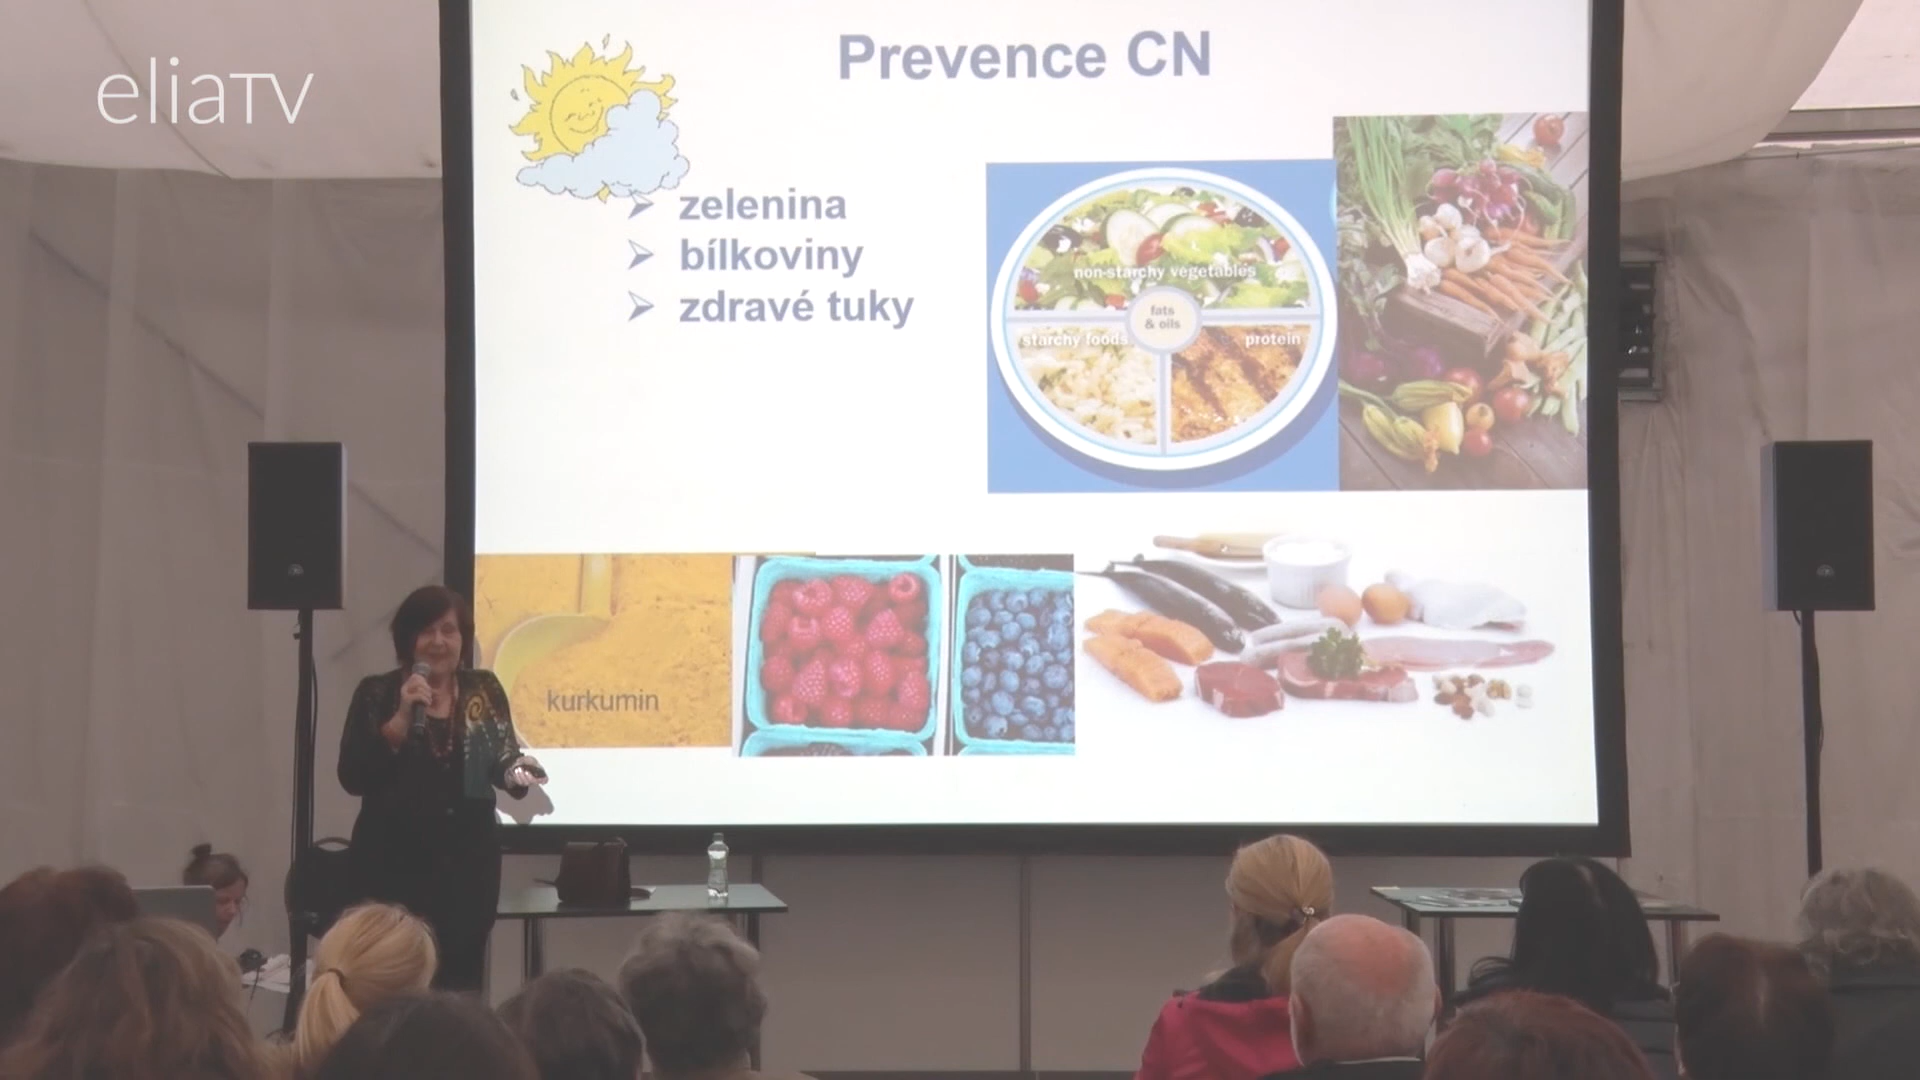 eliaTV
Prevence CN
zelenina
bílkoviny
zdravé tuky
non-starchy vegetables
fats
& oils
starchy foods
protein
kurkumin